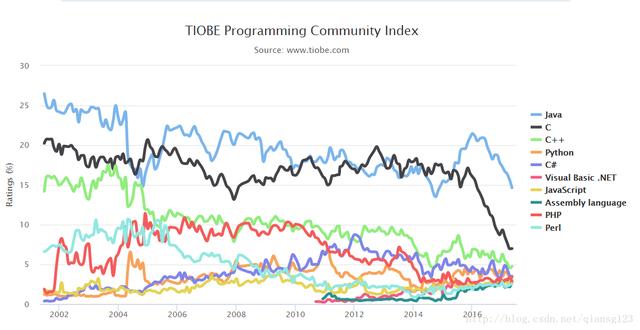 TIOBE Programming Community Index
Source: www.tiobe.com
30
25
20
15
10
5
0
Ratings (%)
2002 2004 2006 2008 2010 2012 2014 2016
Java
C
C++
Python
C#
Visual Basic .NET
JavaScript
Assembly language
PHP
Perl
http://blog.csdn.net/qiansg123